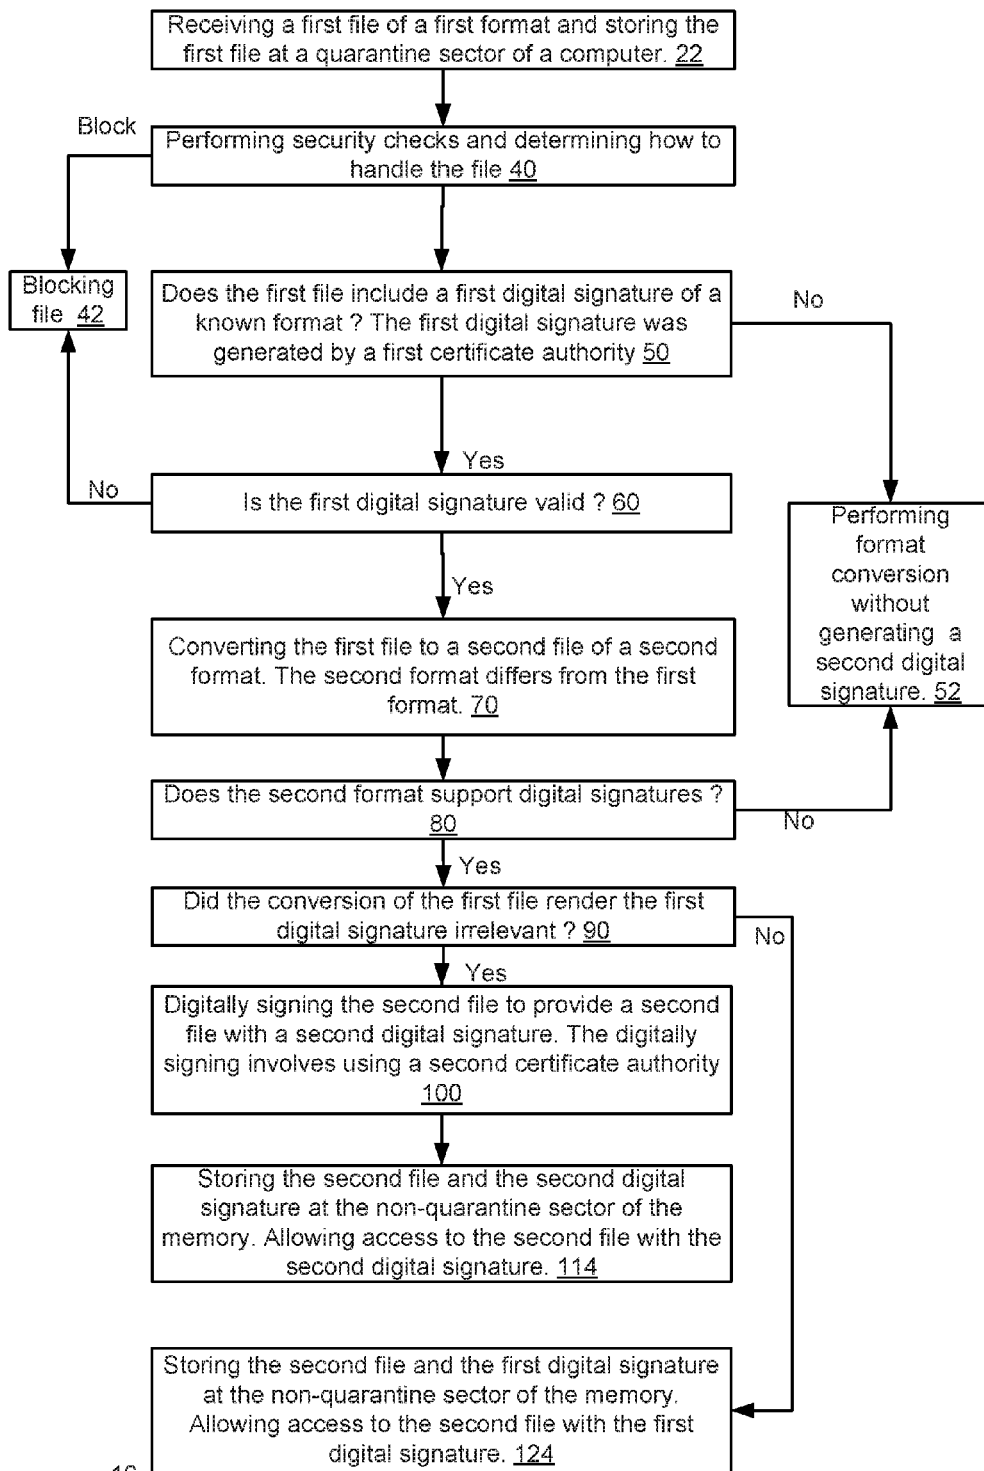 Receiving a first file of a first format and storing the
first file at a quarantine sector of a computer. 22
Block
Performing security checks and determining how to
handle the file 40
Blocking
file 42
Does the first file include a first digital signature of a
known format ? The first digital signature was
generated by a first certificate authority 50
No
Yes
No
Is the first digital signature valid ? 60
Performing
format
conversion
without
generating a
second digital
signature. 52
Yes
Converting the first file to a second file of a second
format. The second format differs from the first
format. 70
Does the second format support digital signatures ?
80
No
Yes
Did the conversion of the first file render the first
digital signature irrelevant ? 90
No
Yes
Digitally signing the second file to provide a second
file with a second digital signature. The digitally
signing involves using a second certificate authority
100
Storing the second file and the second digital
signature at the non-quarantine sector of the
memory. Allowing access to the second file with the
second digital signature. 114
Storing the second file and the first digital signature
at the non-quarantine sector of the memory.
Allowing access to the second file with the first
digital signature. 124